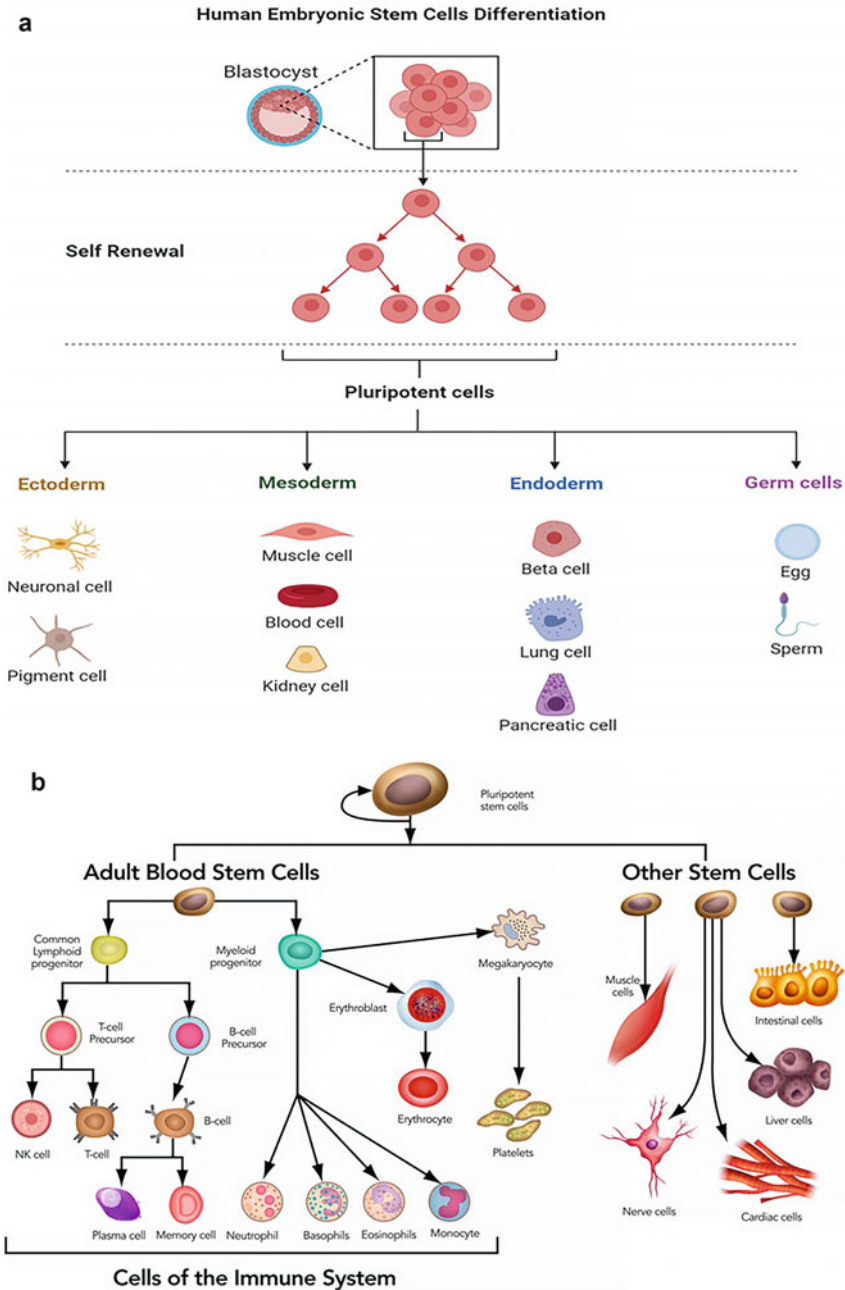 a
Human Embryonic Stem Cells Differentiation
Blastocyst
Self Renewal
Pluripotent cells
Ectoderm
Mesoderm
Endoderm
Germ cells
Neuronal cell
Muscle cell
Beta cell
Egg
Pigment cell
Blood cell
Lung cell
Sperm
Kidney cell
Pancreatic cell
b
Pluripotent
stem cells
Adult Blood Stem Cells
Other Stem Cells
Common
Lymphoid
progenitor
Myeloid
progenitor
Megakaryocyte
Erythroblast
Muscle
cells
Intestinal cells
T-cell
Precursor
B-cell
Precursor
Erythrocyte
Platelets
Liver cells
NK cell
T-cell
B-cell
Nerve cells
Cardiac cells
Plasma cell
Memory cell
Neutrophil
Basophils
Eosinophils
Monocyte
Cells of the Immune System